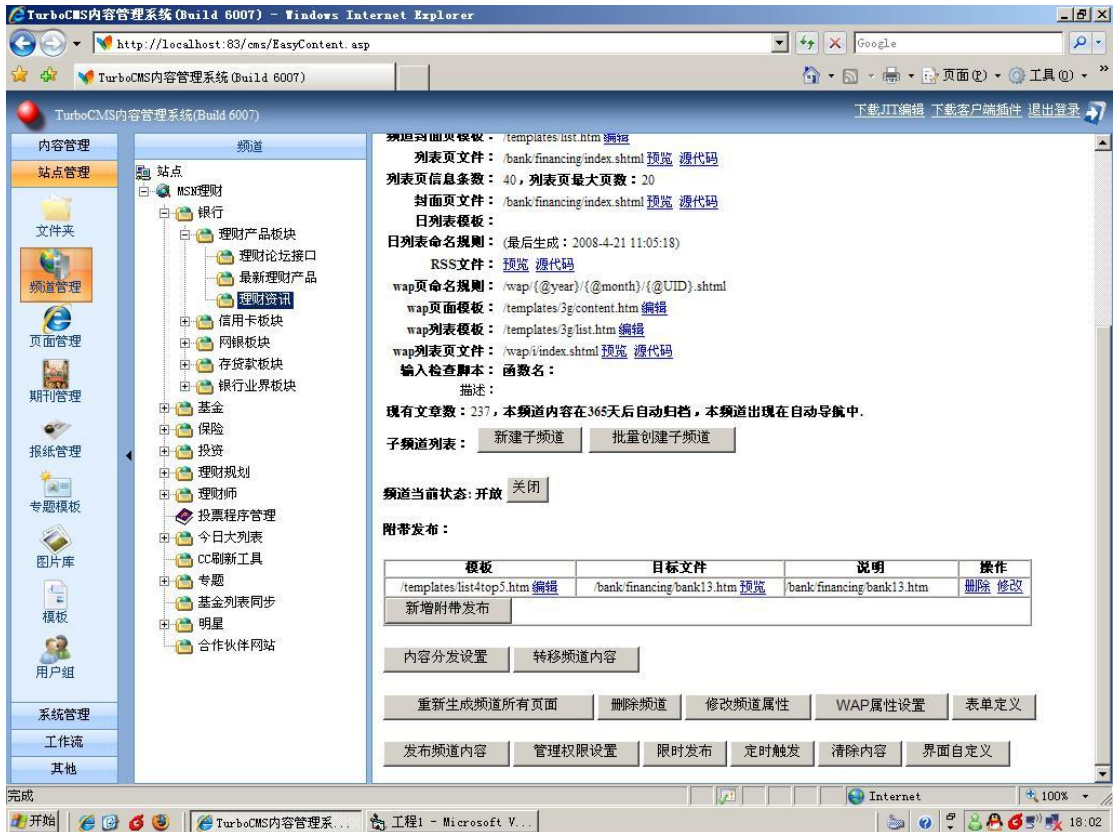 TurboCMS内容管理系统(Build 6007) - Windows Internet Explorer
http://localhost:83/cms/EasyContent.asp
Google
TurboCMS内容管理系统(Build 6007)
页面(P)
工具(O)
TurboCMS内容管理系统(Build 6007)
下载JIT编辑 下载客户端插件 退出登录
内容管理
站点管理
文件夹
频道管理
页面管理
期刊管理
报纸管理
专题模板
图片库
模板
用户组
系统管理
工作流
其他
频道
站点
MSN理财
银行
理财产品板块
理财论坛接口
最新理财产品
理财资讯
信用卡板块
网银板块
存贷款板块
银行业界板块
基金
保险
投资
理财规划
理财师
投票程序管理
今日大列表
CC刷新工具
专题
基金列表同步
明星
合作伙伴网站
频道封面页模板: /templates/list.htm 编辑
列表页文件: /bank/financing/index.shtml 预览 源代码
列表页信息条数: 40,列表页最大页数:20
封面页文件: /bank/financing/index.shtml 预览 源代码
日列表模板:
日列表命名规则: (最后生成:2008-4-21 11:05:18)
RSS文件: 预览 源代码
wap页命名规则: /wap/{@year}/{@month}/{@UID}.shtml
wap页面模板: /templates/3g/content.htm 编辑
wap列表模板: /templates/3g/list.htm 编辑
wap列表页文件: /wap/i/index.shtml 预览 源代码
输入检查脚本: 函数名:
描述:
现有文章数:237,本频道内容在365天后自动归档,本频道出现在自动导航中.
子频道列表: 新建子频道 批量创建子频道
频道当前状态:开放 关闭
附带发布:
模板 目标文件 说明 操作
/templates/list4top5.htm 编辑 /bank/financing/bank13.htm 预览 /bank/financing/bank13.htm 删除 修改
新增附带发布
内容分发设置 转移频道内容
重新生成频道所有页面 删除频道 修改频道属性 WAP属性设置 表单定义
发布频道内容 管理权限设置 限时发布 定时触发 清除内容 界面自定义
完成
Internet
100%
开始
TurboCMS内容管理系...
工程1 - Microsoft V...
18:02